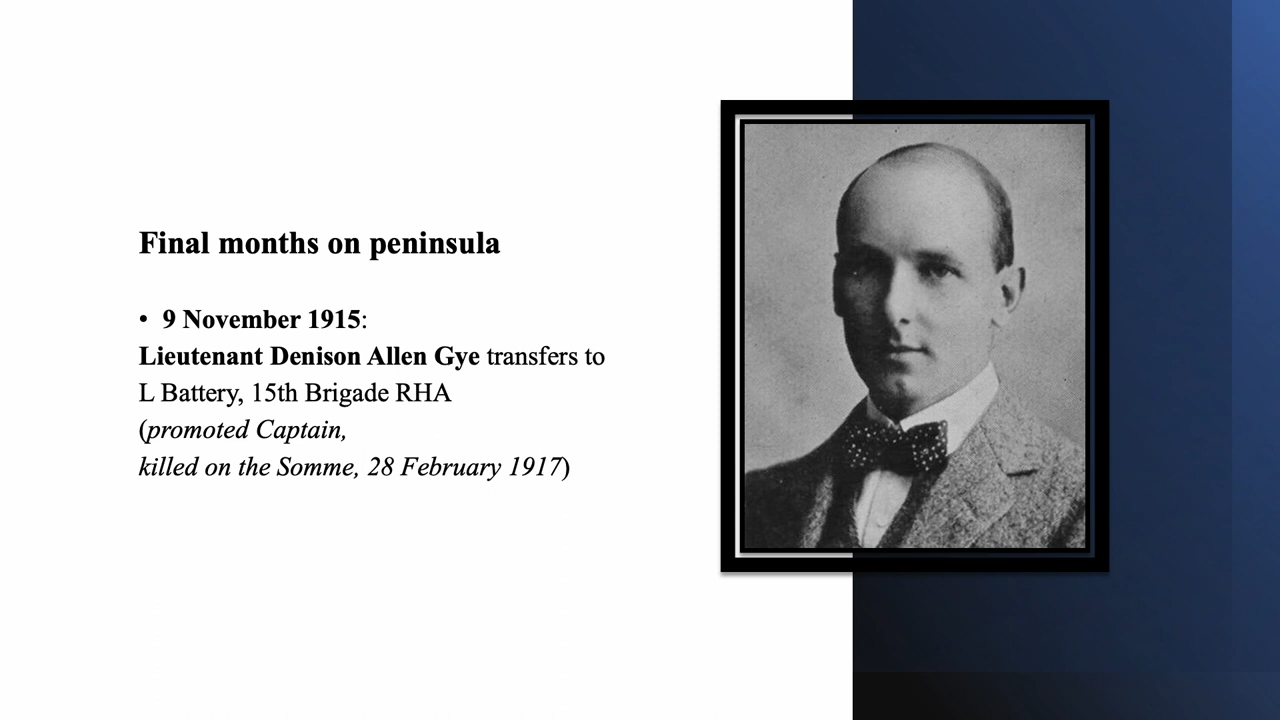 Final months on peninsula
• 9 November 1915:
Lieutenant Denison Allen Gye transfers to
L Battery, 15th Brigade RHA
(promoted Captain,
killed on the Somme, 28 February 1917)